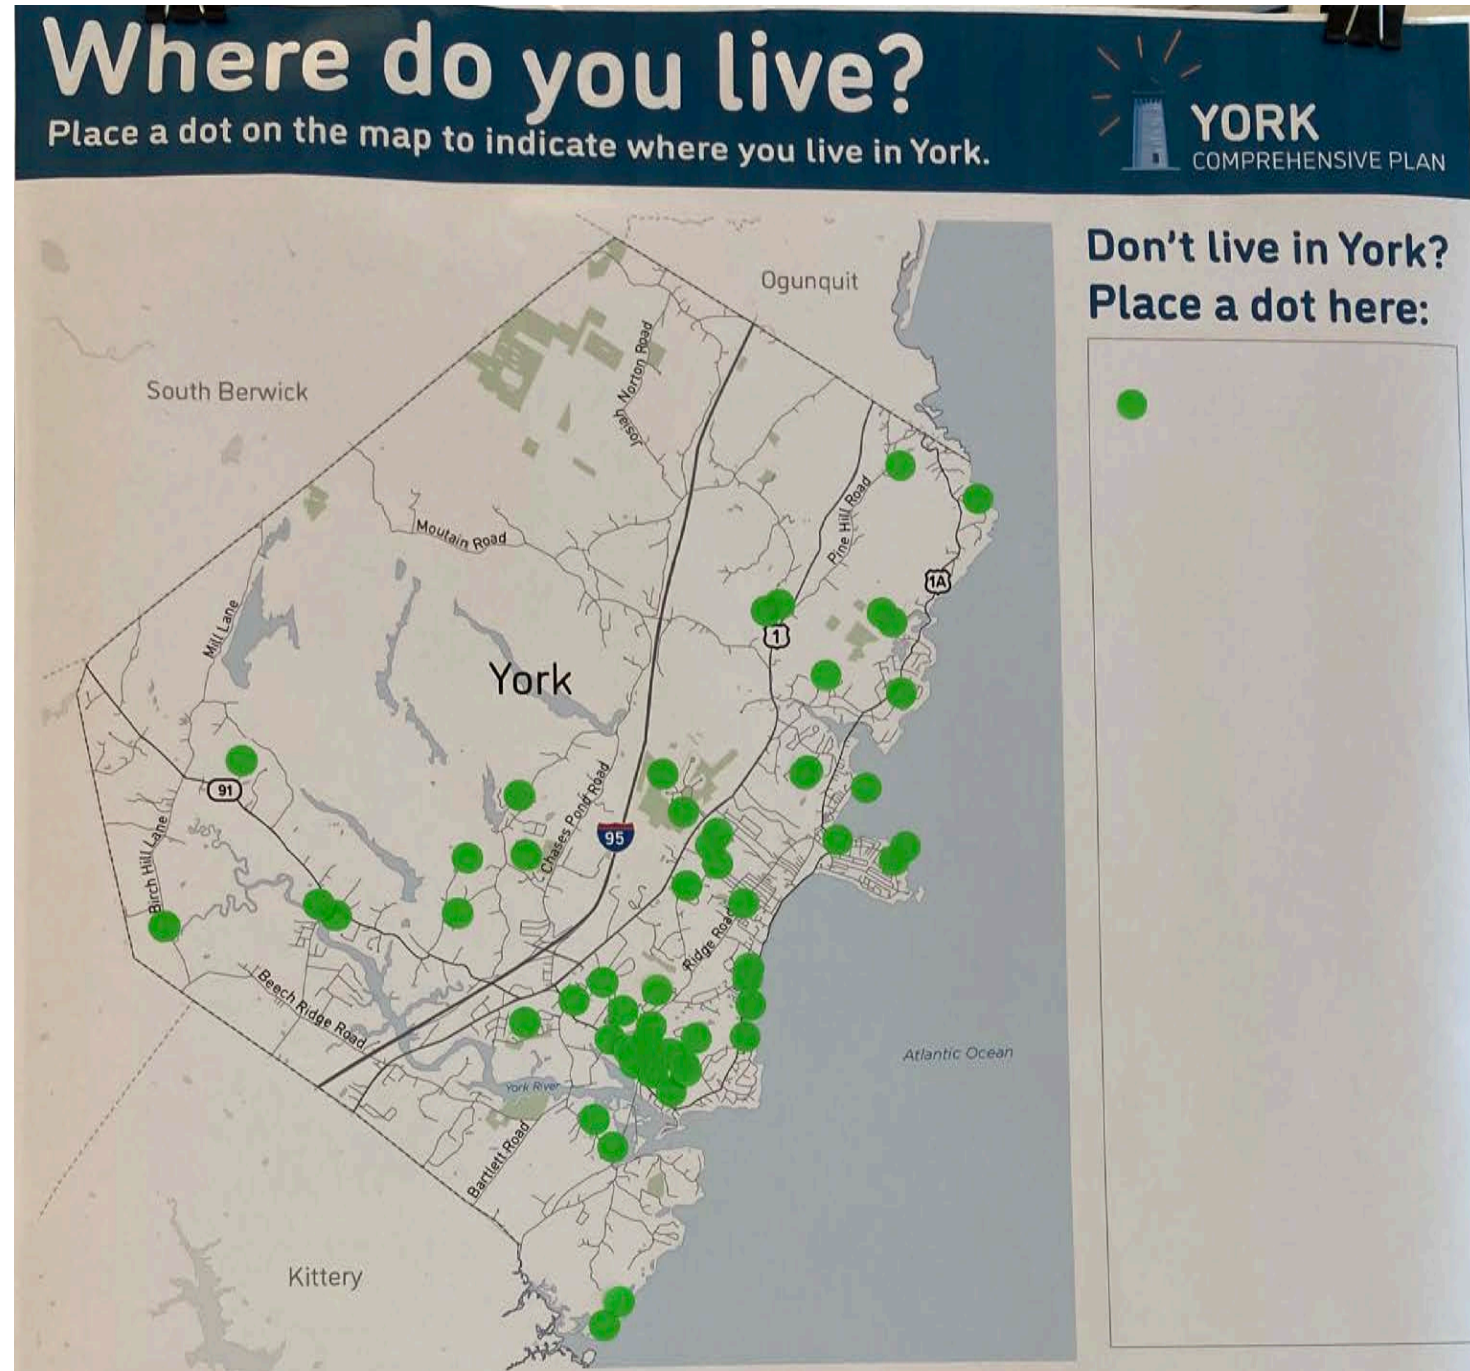 Where do you live?
Place a dot on the map to indicate where you live in York.
YORK
COMPREHENSIVE PLAN
Don't live in York?
Place a dot here:
Ogunquit
South Berwick
Josiah Norton Road
Moutain Road
Pine Hill Road
1A
Mill Lane
1
York
91
Chases Pond Road
95
Birch Hill Lane
Ridge Road
Beech Ridge Road
Atlantic Ocean
York River
Bartlett Road
Kittery